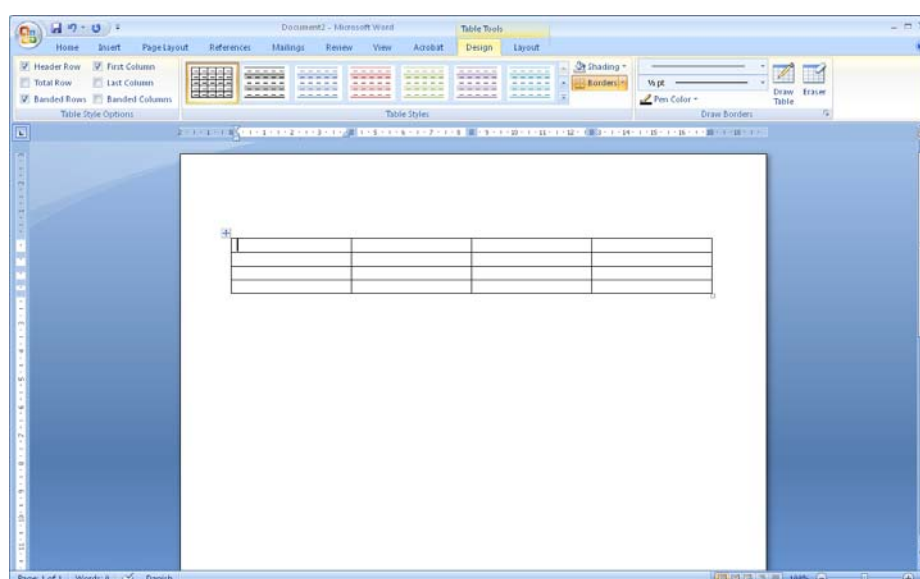 Document2 - Microsoft Word Table Tools
Home Insert Page Layout References Mailings Review View Acrobat Design Layout
Header Row First Column Shading
Total Row Last Column Borders ½ pt
Banded Rows Banded Columns Pen Color Draw Table Eraser
Table Style Options Table Styles Draw Borders
Page: 1 of 1 Words: 0 Danish 100%